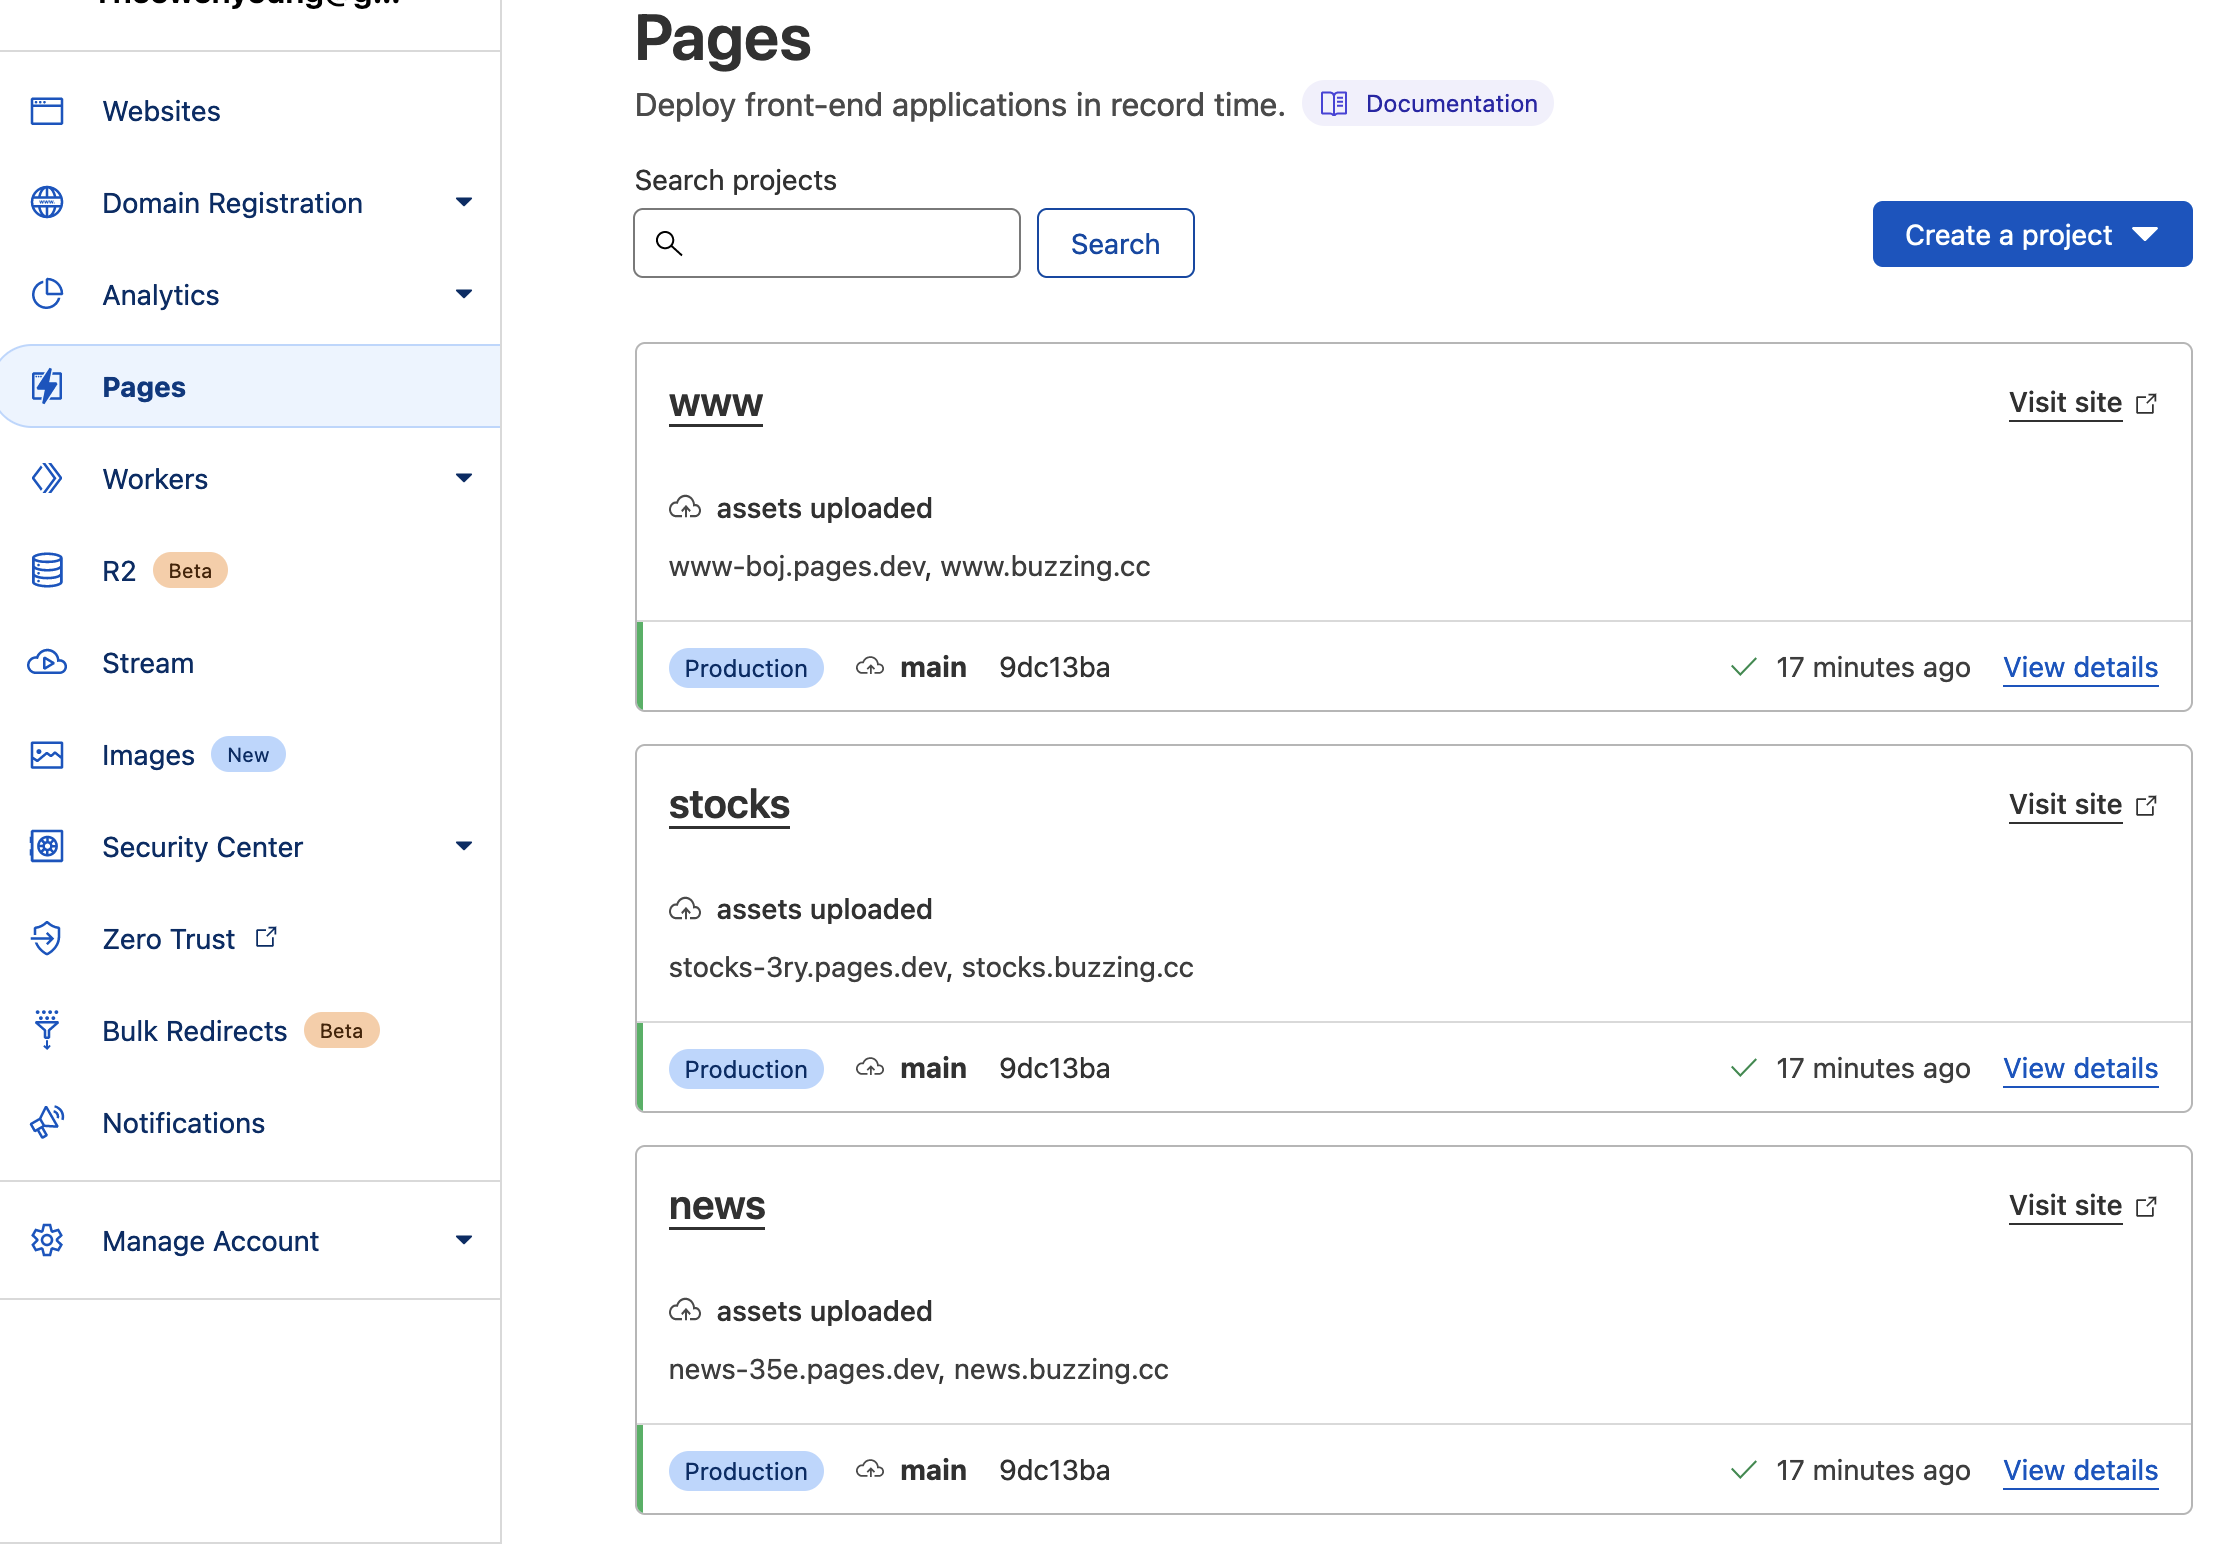 Websites
Domain Registration
Analytics
Pages
Workers
R2 Beta
Stream
Images New
Security Center
Zero Trust
Bulk Redirects Beta
Notifications
Manage Account
Pages
Deploy front-end applications in record time. Documentation
Search projects
Search
Create a project
www Visit site
assets uploaded
www-boj.pages.dev, www.buzzing.cc
Production main 9dc13ba 17 minutes ago View details
stocks Visit site
assets uploaded
stocks-3ry.pages.dev, stocks.buzzing.cc
Production main 9dc13ba 17 minutes ago View details
news Visit site
assets uploaded
news-35e.pages.dev, news.buzzing.cc
Production main 9dc13ba 17 minutes ago View details